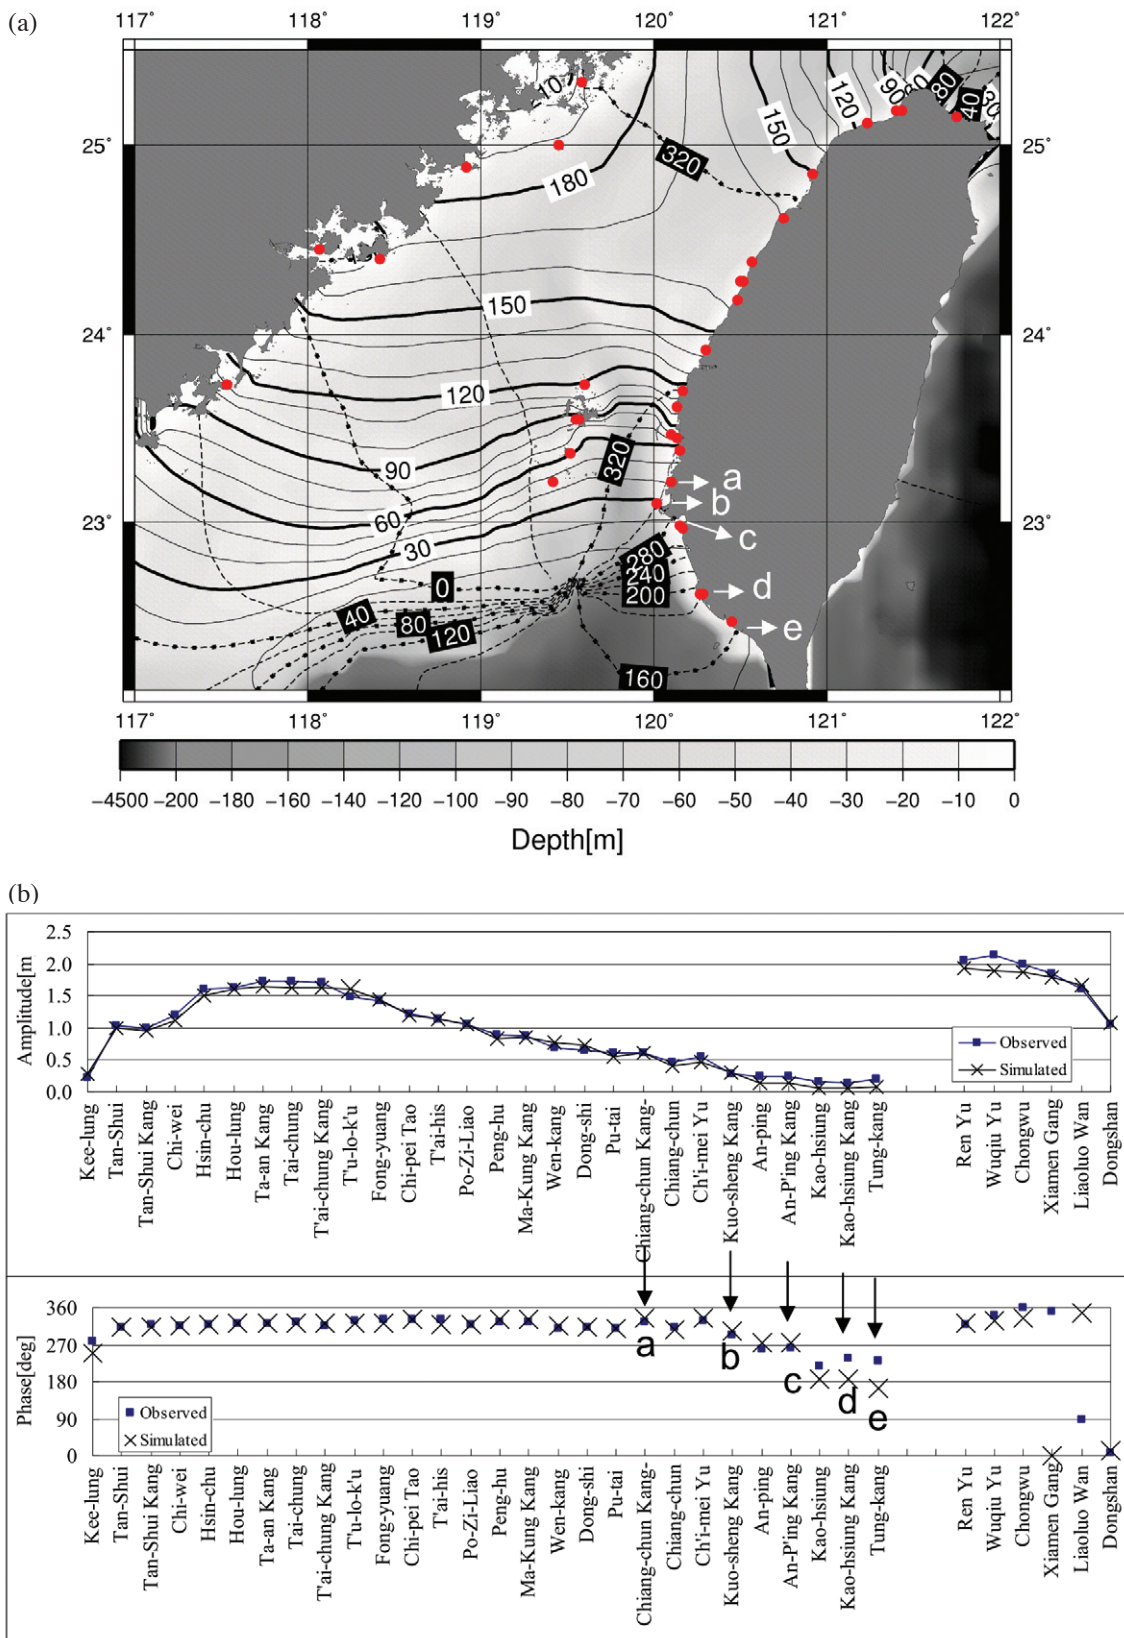 (a)
117° 118° 119° 120° 121° 122°
25° 25°
24° 24°
23° 23°
10
320
180
150
120
90
80
40
30
150
120
90
60
30
0
40
80
120
320
280
240
200
160
a
b
c
d
e
117° 118° 119° 120° 121° 122°
−4500 −200 −180 −160 −140 −120 −100 −90 −80 −70 −60 −50 −40 −30 −20 −10 0
Depth[m]
(b)
Amplitude[m
2.5
2.0
1.5
1.0
0.5
0.0
Observed
Simulated
Kee-lung
Tan-Shui
Tan-Shui Kang
Chi-wei
Hsin-chu
Hou-lung
Ta-an Kang
Tai-chung
T'ai-chung Kang
T'u-lo-k'u
Fong-yuang
Chi-pei Tao
T'ai-his
Po-Zi-Liao
Peng-hu
Ma-Kung Kang
Wen-kang
Dong-shi
Pu-tai
Chiang-chun Kang-
Chiang-chun
Ch'i-mei Yu
Kuo-sheng Kang
An-ping
An-P'ing Kang
Kao-hsiung
Kao-hsiung Kang
Tung-kang
Ren Yu
Wuqiu Yu
Chongwu
Xiamen Gang
Liaoluo Wan
Dongshan
Phase[deg]
360
270
180
90
0
a
b
c
d
e
Observed
Simulated
Kee-lung
Tan-Shui
Tan-Shui Kang
Chi-wei
Hsin-chu
Hou-lung
Ta-an Kang
Tai-chung
T'ai-chung Kang
T'u-lo-k'u
Fong-yuang
Chi-pei Tao
T'ai-his
Po-Zi-Liao
Peng-hu
Ma-Kung Kang
Wen-kang
Dong-shi
Pu-tai
Chiang-chun Kang-
Chiang-chun
Ch'i-mei Yu
Kuo-sheng Kang
An-ping
An-P'ing Kang
Kao-hsiung
Kao-hsiung Kang
Tung-kang
Ren Yu
Wuqiu Yu
Chongwu
Xiamen Gang
Liaoluo Wan
Dongshan